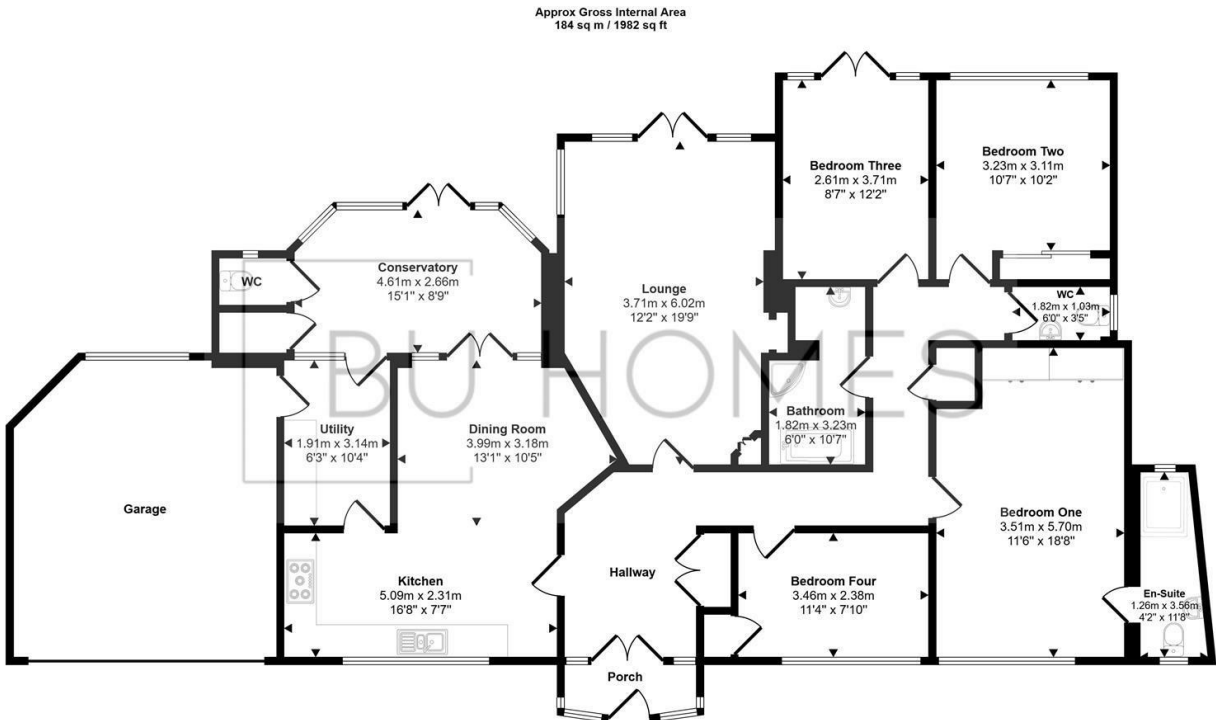 Approx Gross Internal Area
184 sq m / 1982 sq ft
Bedroom Three
2.61m x 3.71m
8'7" x 12'2"
Bedroom Two
3.23m x 3.11m
10'7" x 10'2"
WC
Conservatory
4.61m x 2.66m
15'1" x 8'9"
Lounge
3.71m x 6.02m
12'2" x 19'9"
WC
1.82m x 1.03m
6'0" x 3'5"
BU HOMES
Utility
1.91m x 3.14m
6'3" x 10'4"
Dining Room
3.99m x 3.18m
13'1" x 10'5"
Bathroom
1.82m x 3.23m
6'0" x 10'7"
Garage
Bedroom One
3.51m x 5.70m
11'6" x 18'8"
Kitchen
5.09m x 2.31m
16'8" x 7'7"
Hallway
Bedroom Four
3.46m x 2.38m
11'4" x 7'10"
En-Suite
1.26m x 3.56m
4'2" x 11'8"
Porch